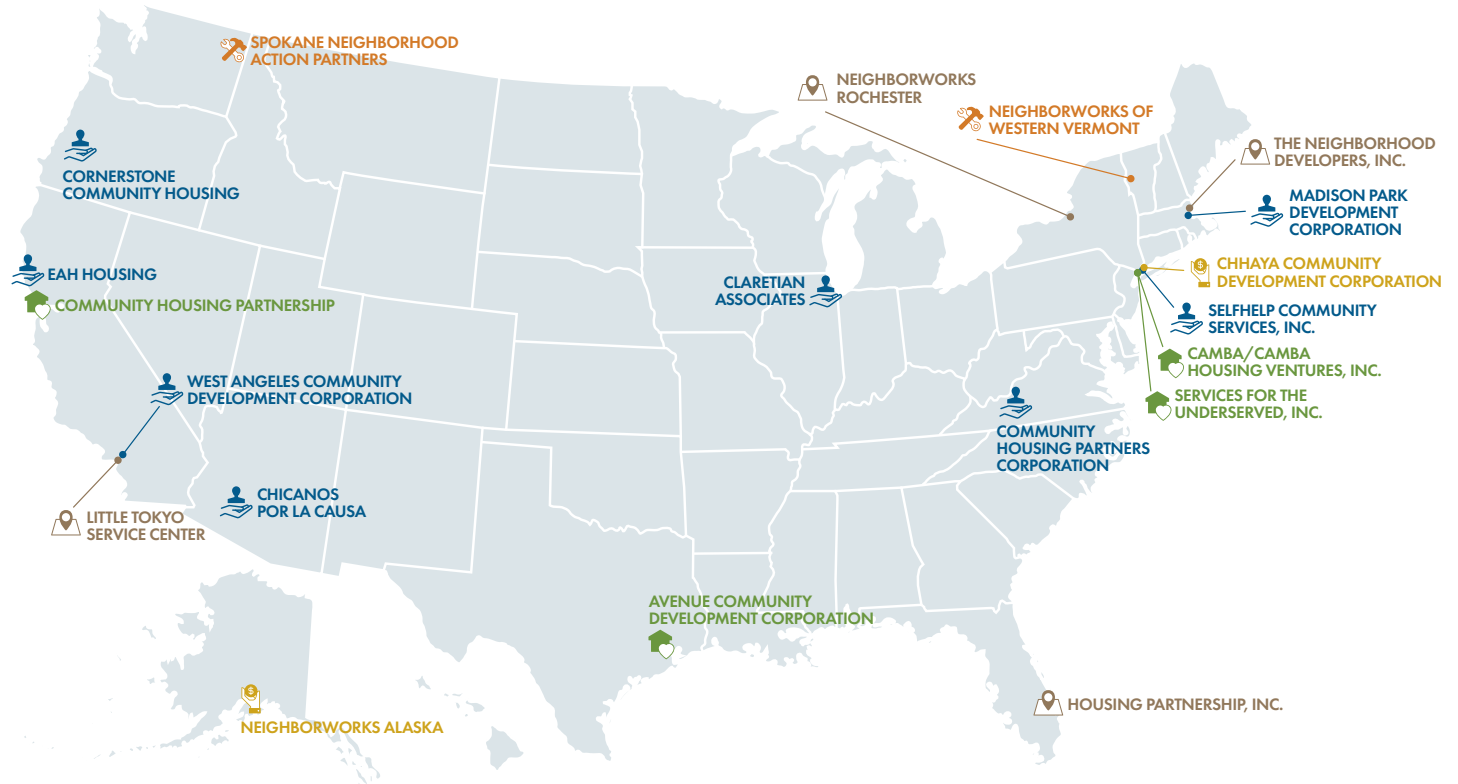 SPOKANE NEIGHBORHOOD
ACTION PARTNERS
NEIGHBORWORKS
ROCHESTER
NEIGHBORWORKS OF
WESTERN VERMONT
THE NEIGHBORHOOD
DEVELOPERS, INC.
CORNERSTONE
COMMUNITY HOUSING
MADISON PARK
DEVELOPMENT
CORPORATION
EAH HOUSING
COMMUNITY HOUSING PARTNERSHIP
CLARETIAN
ASSOCIATES
CHHAYA COMMUNITY
DEVELOPMENT CORPORATION
SELFHELP COMMUNITY
SERVICES, INC.
CAMBA/CAMBA
HOUSING VENTURES, INC.
WEST ANGELES COMMUNITY
DEVELOPMENT CORPORATION
SERVICES FOR THE
UNDERSERVED, INC.
COMMUNITY
HOUSING PARTNERS
CORPORATION
CHICANOS
POR LA CAUSA
LITTLE TOKYO
SERVICE CENTER
AVENUE COMMUNITY
DEVELOPMENT CORPORATION
HOUSING PARTNERSHIP, INC.
NEIGHBORWORKS ALASKA